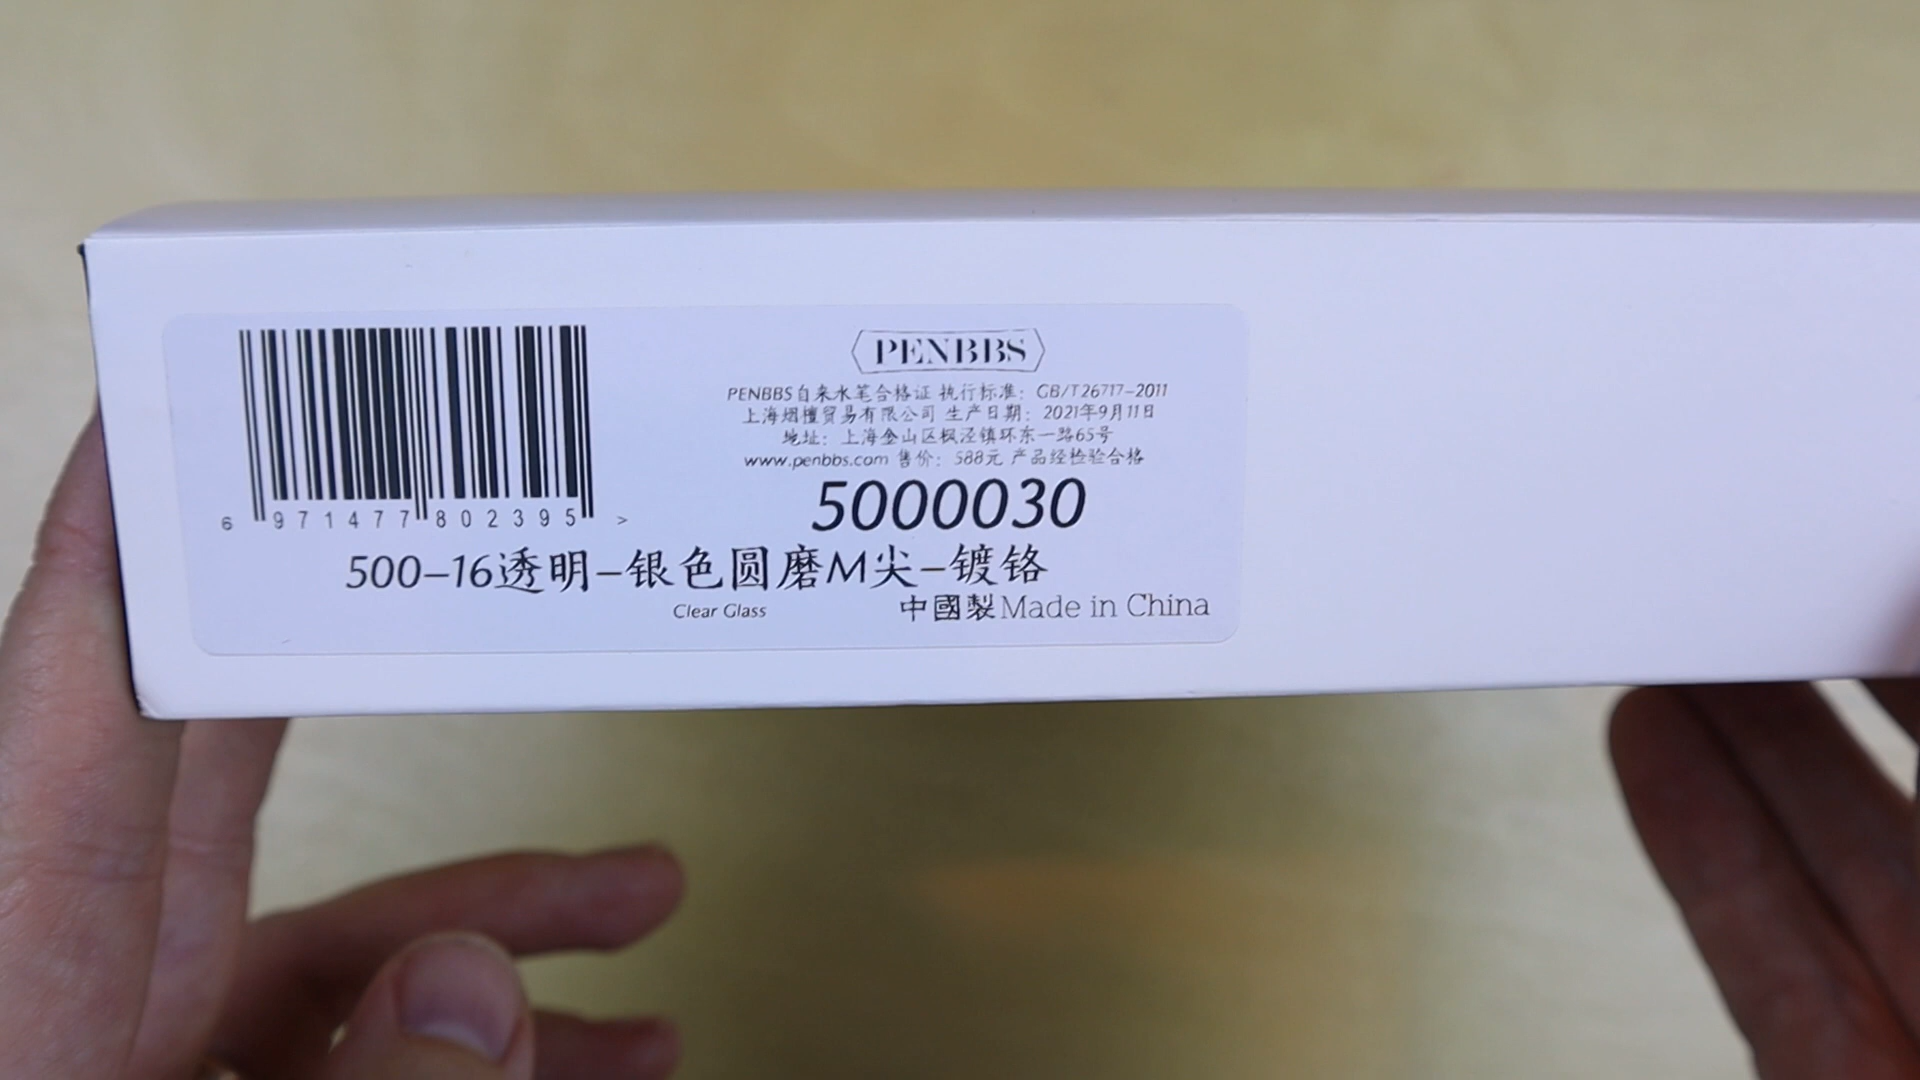 PENBBS
PENBBS自来水笔合格证 执行标准：GB/T26717-2011
上海烟檀贸易有限公司 生产日期：2021年9月11日
地址：上海金山区枫泾镇环东一路65号
www.penbbs.com 售价：588元 产品经检验合格
5000030
6 971477 802395 >
500-16透明-银色圆磨M尖-镀铬
Clear Glass
中國製Made in China